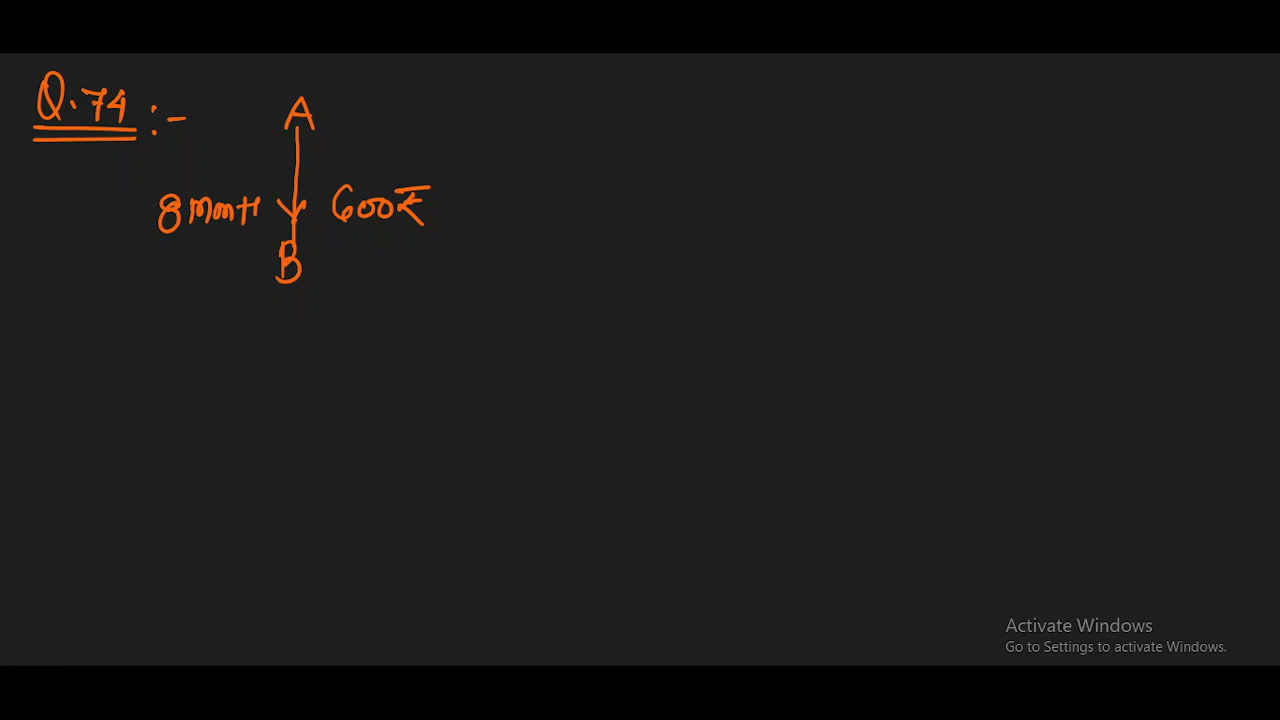 Q.74 :-
A
8 month 600₹
B
Activate Windows
Go to Settings to activate Windows.